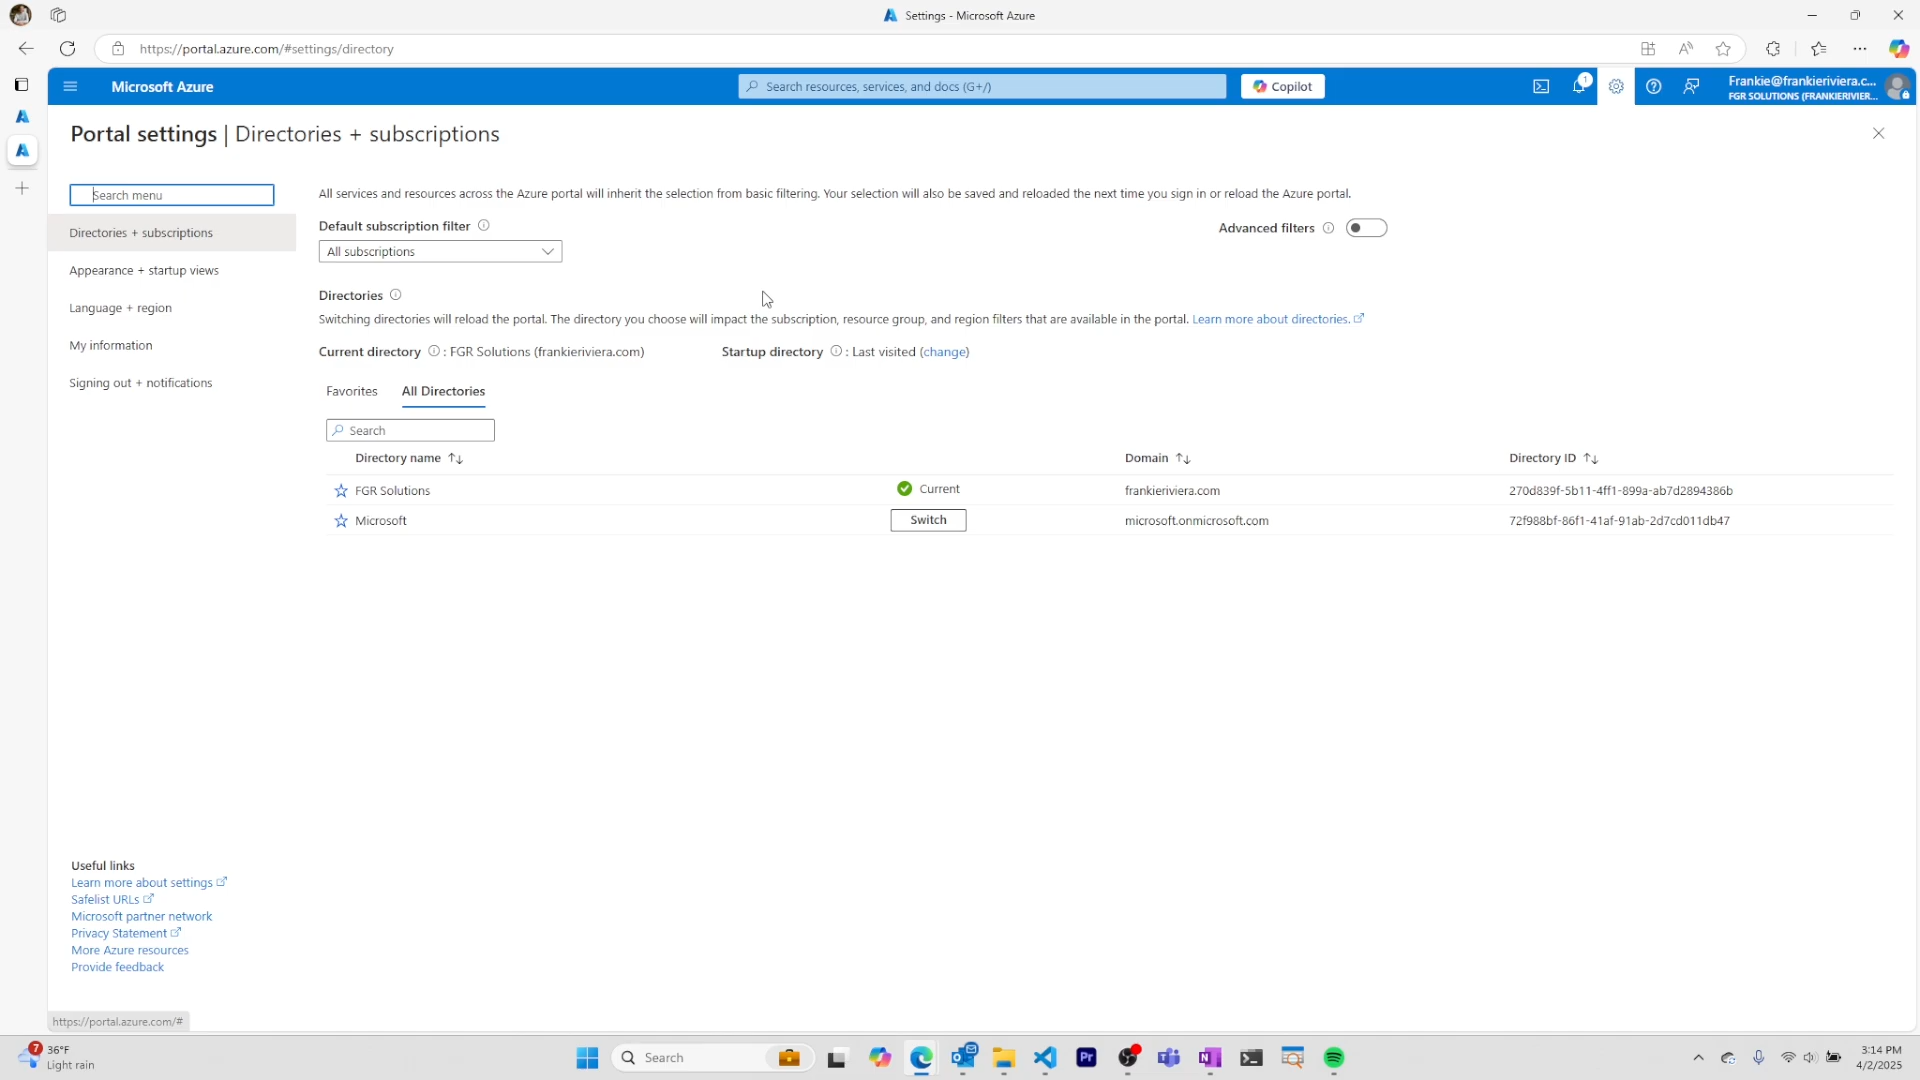 Settings - Microsoft Azure
https://portal.azure.com/#settings/directory
Microsoft Azure
Search resources, services, and docs (G+/)
Copilot
1
Frankie@frankieriviera.c...
FGR SOLUTIONS (FRANKIERIVIER...
Portal settings | Directories + subscriptions
Search menu
Directories + subscriptions
Appearance + startup views
Language + region
My information
Signing out + notifications
All services and resources across the Azure portal will inherit the selection from basic filtering. Your selection will also be saved and reloaded the next time you sign in or reload the Azure portal.
Default subscription filter
Advanced filters
All subscriptions
Directories
Switching directories will reload the portal. The directory you choose will impact the subscription, resource group, and region filters that are available in the portal. Learn more about directories.
Current directory : FGR Solutions (frankieriviera.com)
Startup directory : Last visited (change)
Favorites
All Directories
Search
Directory name
Domain
Directory ID
FGR Solutions
Current
frankieriviera.com
270d839f-5b11-4ff1-899a-ab7d2894386b
Microsoft
Switch
microsoft.onmicrosoft.com
72f988bf-86f1-41af-91ab-2d7cd011db47
Useful links
Learn more about settings
Safelist URLs
Microsoft partner network
Privacy Statement
More Azure resources
Provide feedback
https://portal.azure.com/#
7
36°F
Light rain
Search
Pr
3:14 PM
4/2/2025